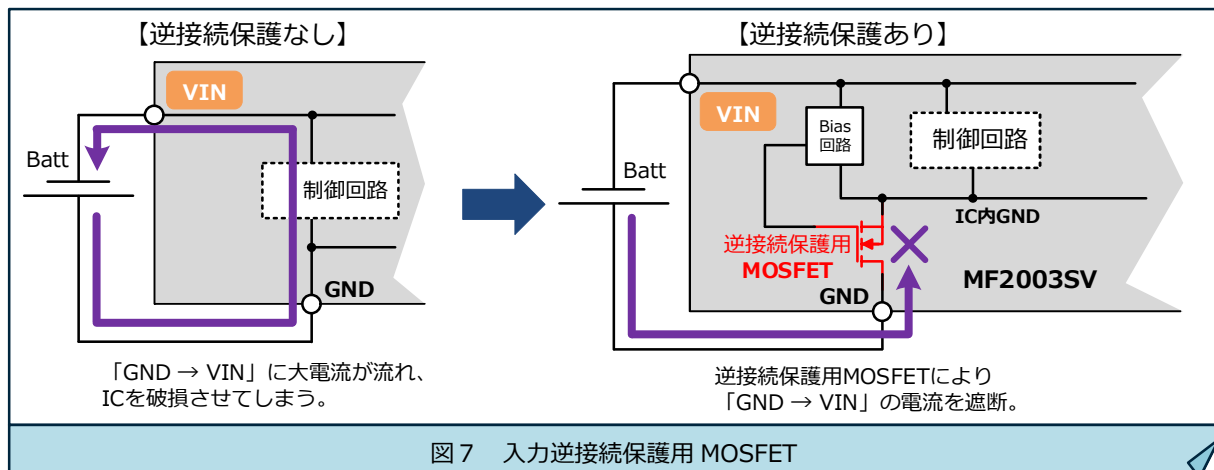 【逆接続保護なし】
VIN
Batt
制御回路
GND
「GND → VIN」に大電流が流れ、
ICを破損させてしまう。
【逆接続保護あり】
VIN
Bias
回路
制御回路
Batt
IC内GND
逆接続保護用
MOSFET
MF2003SV
GND
逆接続保護用MOSFETにより
「GND → VIN」の電流を遮断。
図7 入力逆接続保護用 MOSFET